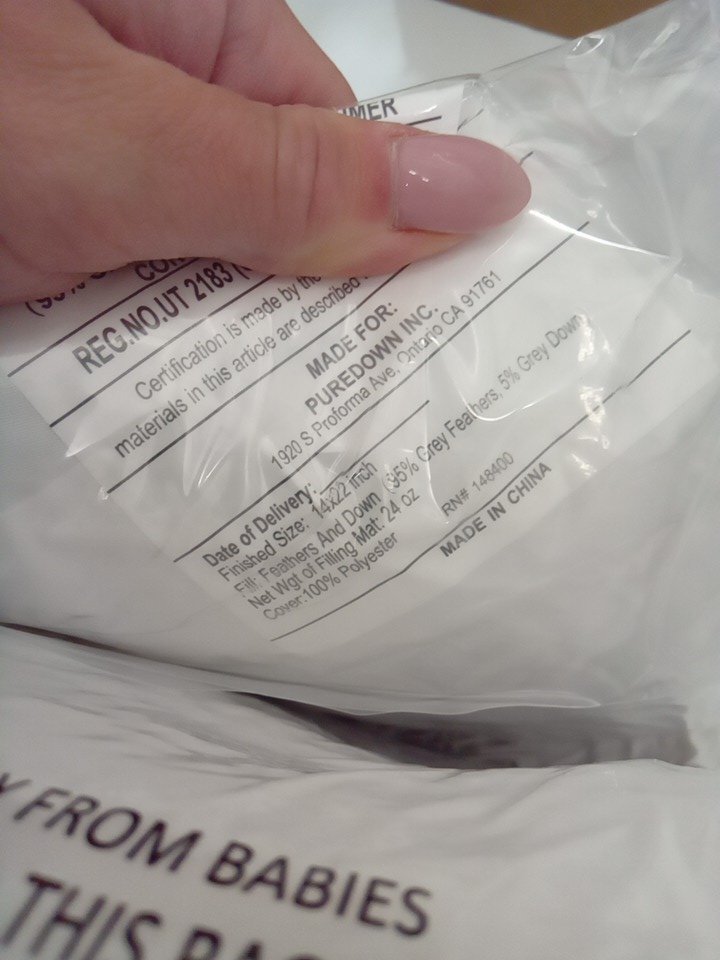 MER
REG.NO.UT 2183
Certification is made by the
materials in this article are described
MADE FOR:
PUREDOWN INC.
1920 S Proforma Ave, Ontario CA 91761
Date of Delivery:
Finished Size: 14x22 inch
Fill: Feathers And Down (95% Grey Feathers, 5% Grey Down
Net Wgt of Filling Mat: 24 oz
Cover:100% Polyester
RN# 148400
MADE IN CHINA
Y FROM BABIES
THIS BAG